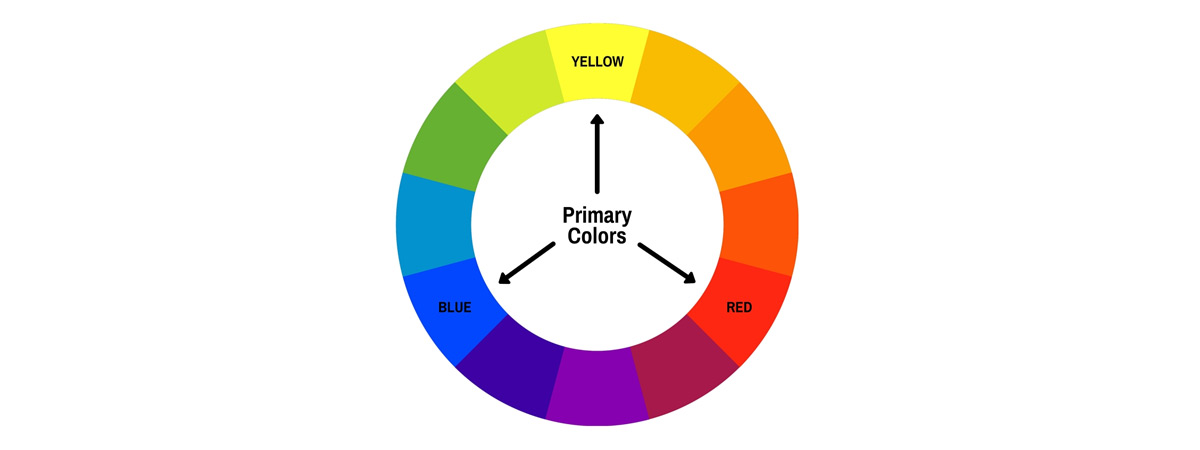 YELLOW
Primary
Colors
BLUE
RED